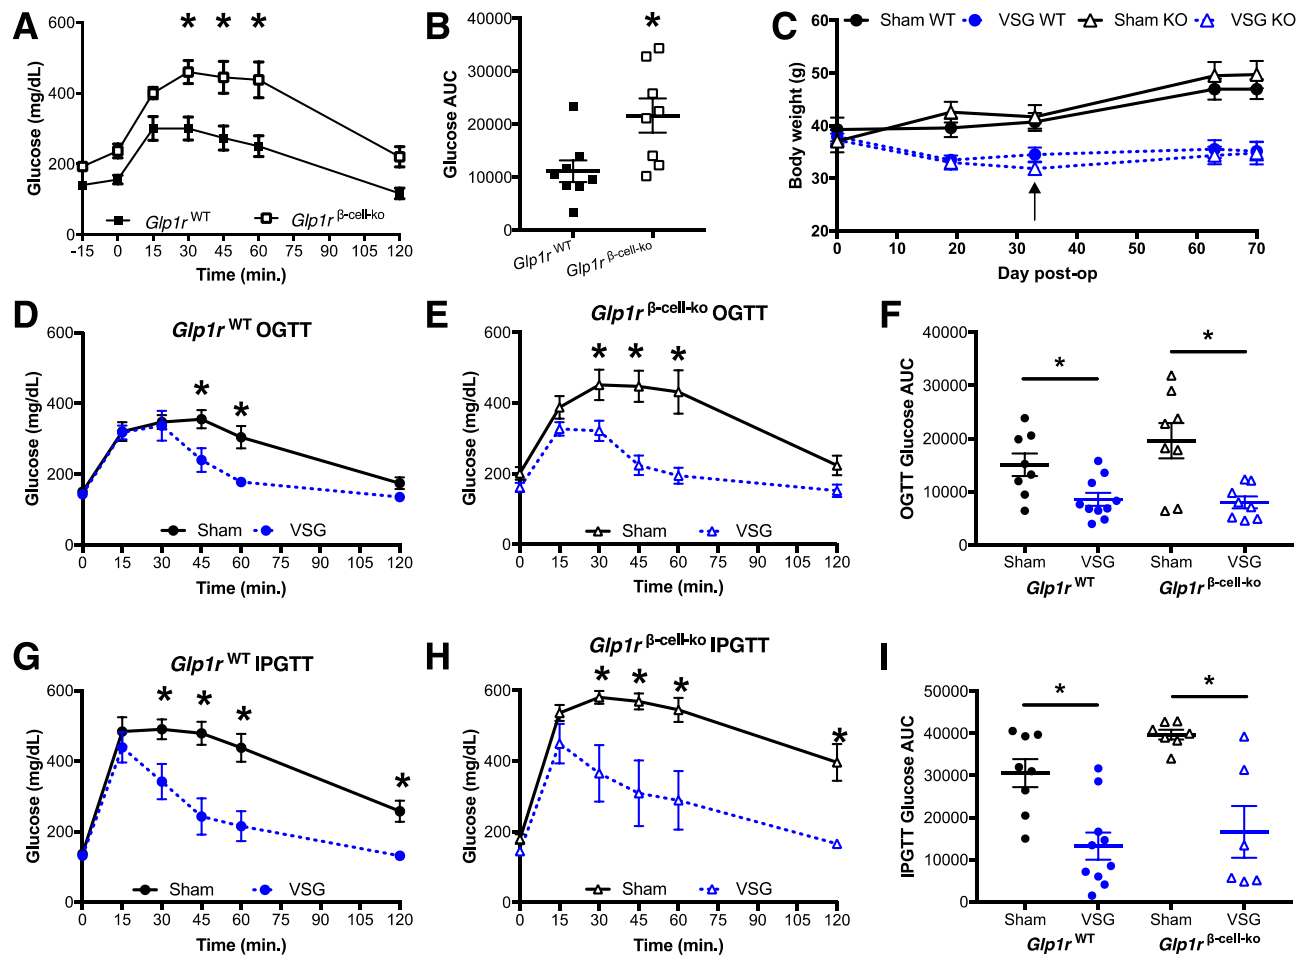 A
Glucose (mg/dL)
600
400
200
0
* * *
Glp1r WT
Glp1r β-cell-ko
-15 0 15 30 45 60 75 90 105 120
Time (min.)
B
Glucose AUC
40000
30000
20000
10000
0
*
Glp1r WT
Glp1r β-cell-ko
C
Sham WT
VSG WT
Sham KO
VSG KO
Body weight (g)
60
50
40
30
20
0 10 20 30 40 50 60 70
Day post-op
D
Glp1r WT OGTT
Glucose (mg/dL)
600
400
200
0
* *
Sham
VSG
0 15 30 45 60 75 90 105 120
Time (min.)
E
Glp1r β-cell-ko OGTT
Glucose (mg/dL)
600
400
200
0
* * *
Sham
VSG
0 15 30 45 60 75 90 105 120
Time (min.)
F
OGTT Glucose AUC
40000
30000
20000
10000
0
* *
Sham VSG Sham VSG
Glp1r WT Glp1r β-cell-ko
G
Glp1r WT IPGTT
Glucose (mg/dL)
600
400
200
0
* * * *
Sham
VSG
0 15 30 45 60 75 90 105 120
Time (min.)
H
Glp1r β-cell-ko IPGTT
Glucose (mg/dL)
600
400
200
0
* * * *
Sham
VSG
0 15 30 45 60 75 90 105 120
Time (min.)
I
IPGTT Glucose AUC
50000
40000
30000
20000
10000
0
* *
Sham VSG Sham VSG
Glp1r WT Glp1r β-cell-ko